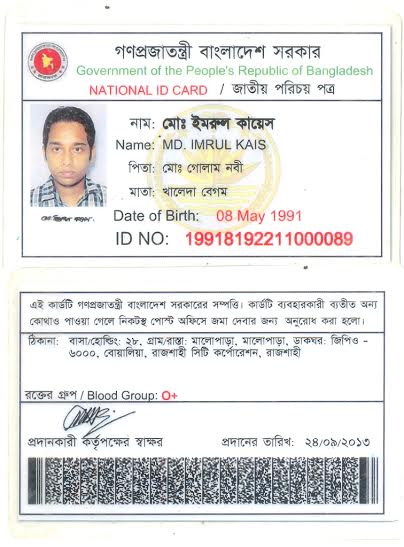 গণপ্রজাতন্ত্রী বাংলাদেশ সরকার
Government of the People's Republic of Bangladesh
NATIONAL ID CARD / জাতীয় পরিচয় পত্র
নাম: মোঃ ইমরুল কায়েস
Name: MD. IMRUL KAIS
পিতা: মোঃ গোলাম নবী
মাতা: খালেদা বেগম
Date of Birth: 08 May 1991
ID NO: 19918192211000089
এই কার্ডটি গণপ্রজাতন্ত্রী বাংলাদেশ সরকারের সম্পত্তি। কার্ডটি ব্যবহারকারী ব্যতীত অন্য
কোথাও পাওয়া গেলে নিকটস্থ পোস্ট অফিসে জমা দেবার জন্য অনুরোধ করা হলো।
ঠিকানা: বাসা/হোল্ডিং: ২৮, গ্রাম/রাস্তা: মালোপাড়া, মালোপাড়া, ডাকঘর: জিপিও -
৬০০০, বোয়ালিয়া, রাজশাহী সিটি কর্পোরেশন, রাজশাহী
রক্তের গ্রুপ / Blood Group: O+
প্রদানকারী কর্তৃপক্ষের স্বাক্ষর প্রদানের তারিখ: ২৪/০৯/২০১৩